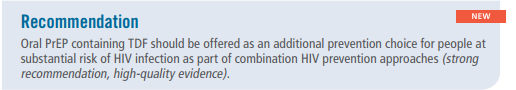 Recommendation
NEW
Oral PrEP containing TDF should be offered as an additional prevention choice for people at
substantial risk of HIV infection as part of combination HIV prevention approaches (strong
recommendation, high-quality evidence).